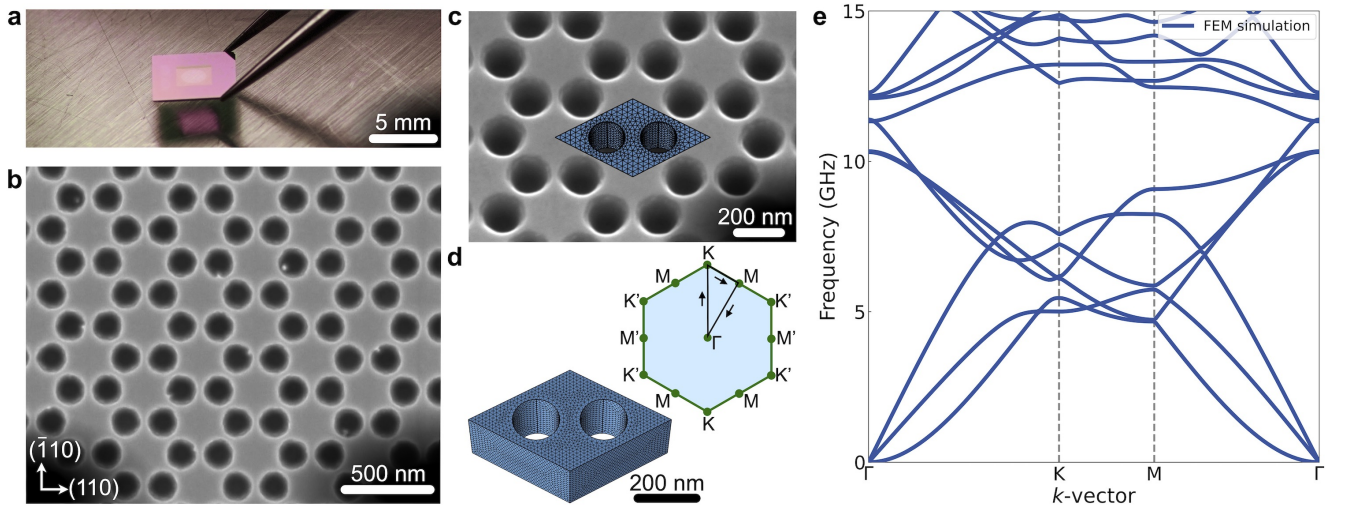 a
5 mm
b
(1̅10)
(110)
500 nm
c
200 nm
d
K
M
M
K'
K'
M'
Γ
M'
K'
K'
M
M
K
200 nm
e
15
FEM simulation
10
Frequency (GHz)
5
0
Γ
K
M
Γ
k-vector